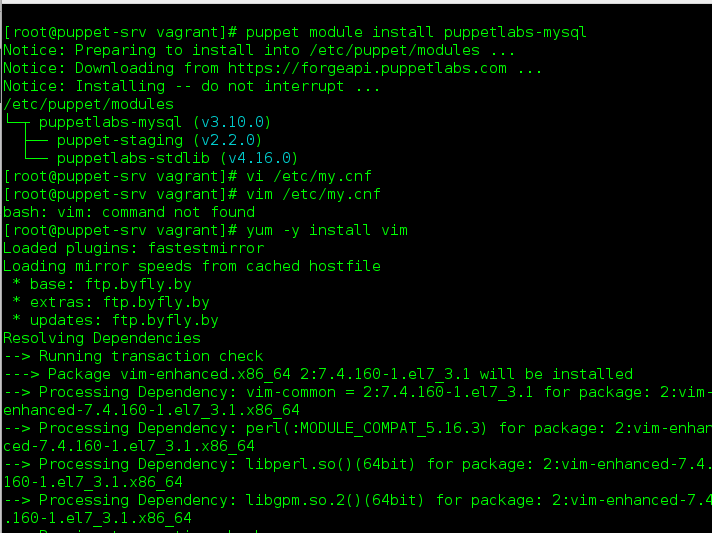 [root@puppet-srv vagrant]# puppet module install puppetlabs-mysql
Notice: Preparing to install into /etc/puppet/modules ...
Notice: Downloading from https://forgeapi.puppetlabs.com ...
Notice: Installing -- do not interrupt ...
/etc/puppet/modules
└─┬ puppetlabs-mysql (v3.10.0)
  ├── puppet-staging (v2.2.0)
  └── puppetlabs-stdlib (v4.16.0)
[root@puppet-srv vagrant]# vi /etc/my.cnf
[root@puppet-srv vagrant]# vim /etc/my.cnf
bash: vim: command not found
[root@puppet-srv vagrant]# yum -y install vim
Loaded plugins: fastestmirror
Loading mirror speeds from cached hostfile
 * base: ftp.byfly.by
 * extras: ftp.byfly.by
 * updates: ftp.byfly.by
Resolving Dependencies
--> Running transaction check
---> Package vim-enhanced.x86_64 2:7.4.160-1.el7_3.1 will be installed
--> Processing Dependency: vim-common = 2:7.4.160-1.el7_3.1 for package: 2:vim-
enhanced-7.4.160-1.el7_3.1.x86_64
--> Processing Dependency: perl(:MODULE_COMPAT_5.16.3) for package: 2:vim-enhan
ced-7.4.160-1.el7_3.1.x86_64
--> Processing Dependency: libperl.so()(64bit) for package: 2:vim-enhanced-7.4.
160-1.el7_3.1.x86_64
--> Processing Dependency: libgpm.so.2()(64bit) for package: 2:vim-enhanced-7.4
.160-1.el7_3.1.x86_64